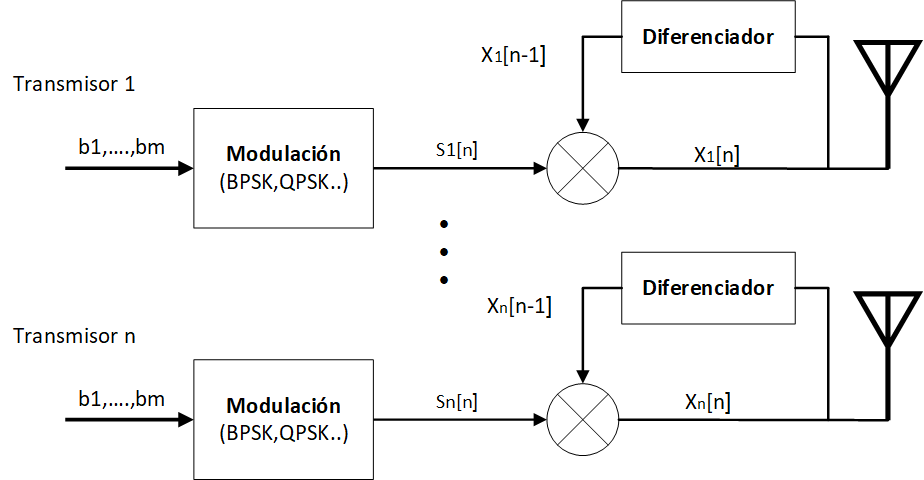 Diferenciador
X1[n-1]
Transmisor 1
b1,....,bm
Modulación
(BPSK,QPSK..)
S1[n]
X1[n]
Diferenciador
Xn[n-1]
Transmisor n
b1,....,bm
Modulación
(BPSK,QPSK..)
Sn[n]
Xn[n]